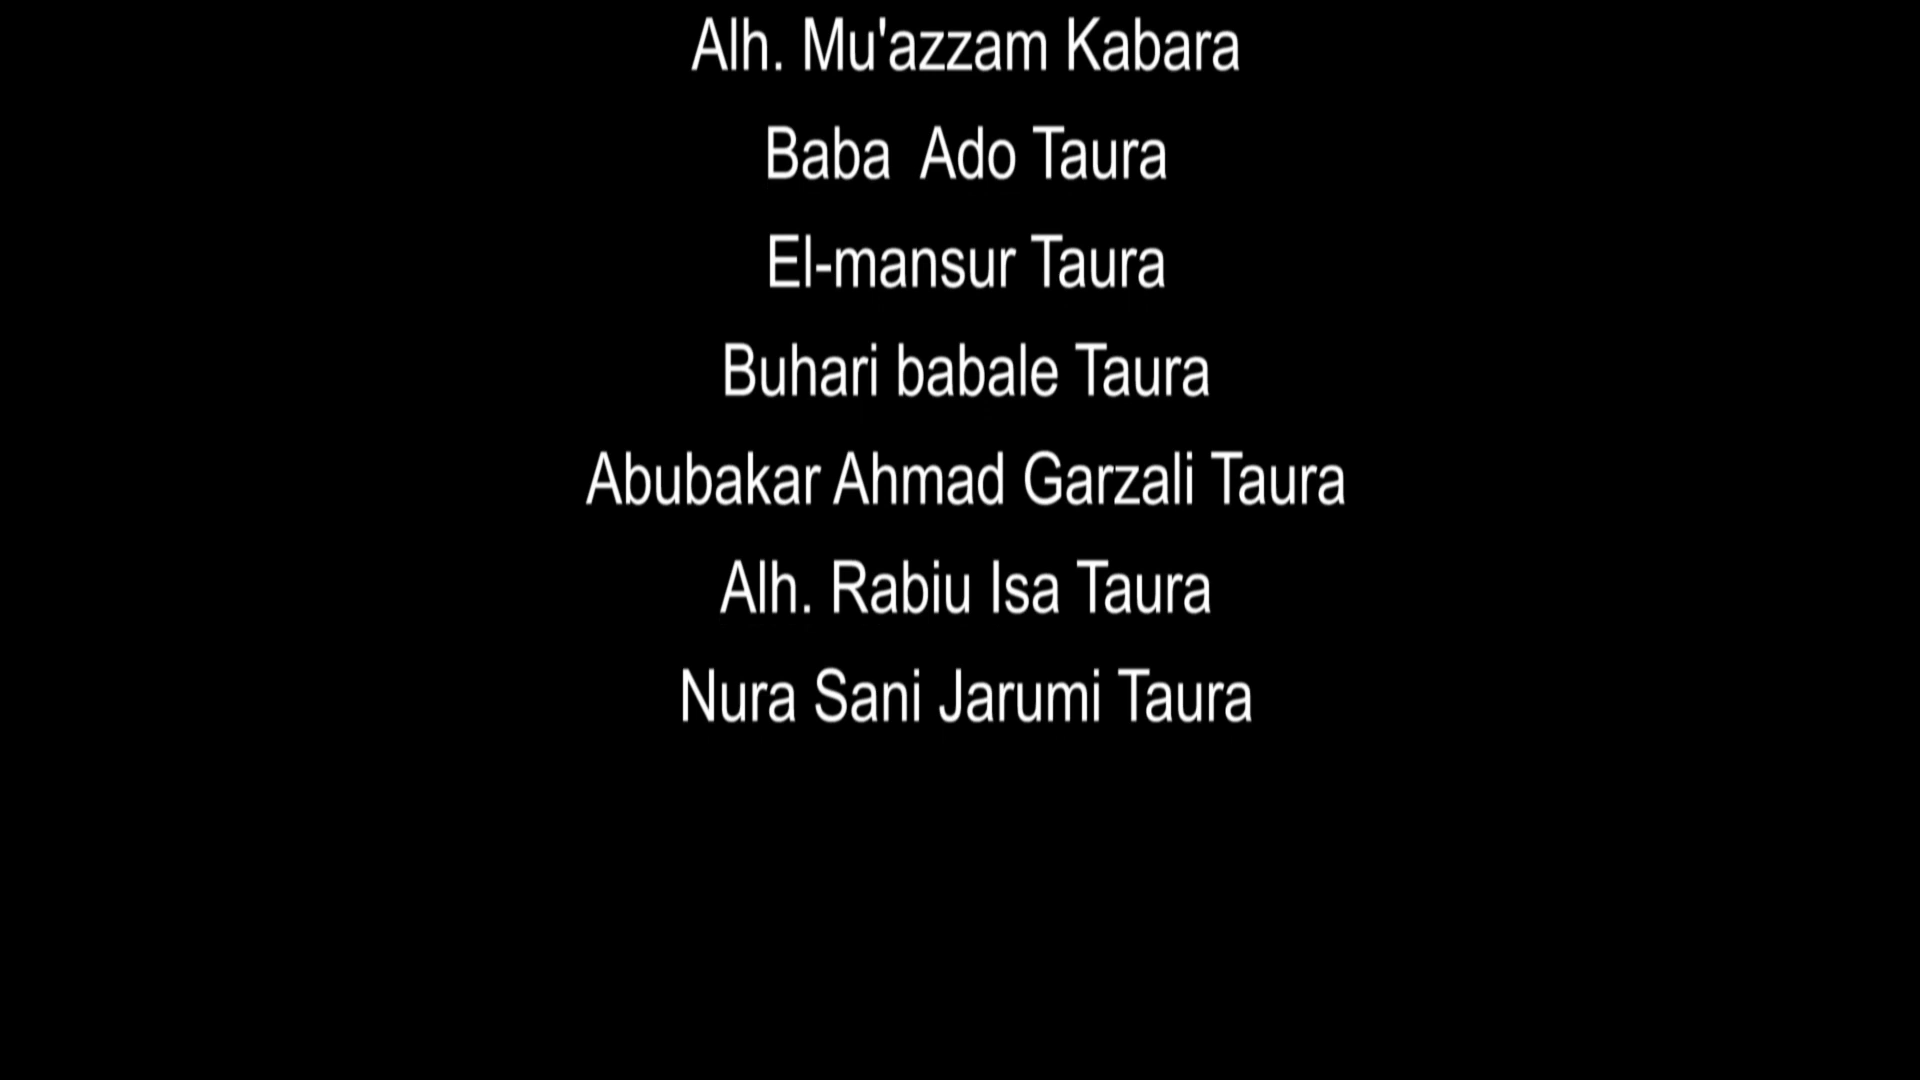 Alh. Mu'azzam Kabara
Baba  Ado Taura
El-mansur Taura
Buhari babale Taura
Abubakar Ahmad Garzali Taura
Alh. Rabiu Isa Taura
Nura Sani Jarumi Taura